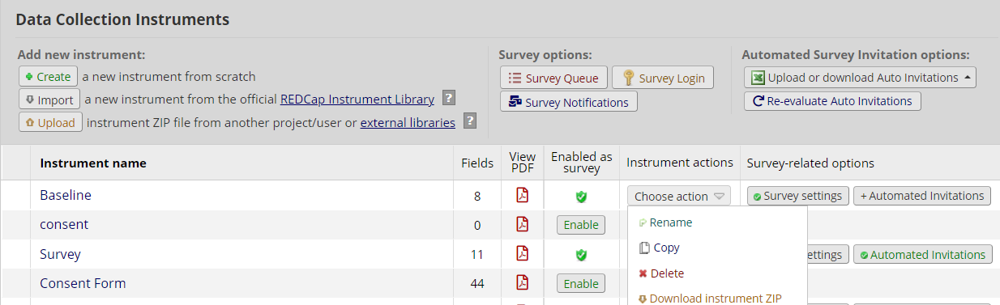 Data Collection Instruments
Add new instrument:
Create a new instrument from scratch
Import a new instrument from the official REDCap Instrument Library ?
Upload instrument ZIP file from another project/user or external libraries ?
Survey options:
Survey Queue Survey Login
Survey Notifications
Automated Survey Invitation options:
Upload or download Auto Invitations
Re-evaluate Auto Invitations
Instrument name Fields View PDF Enabled as survey Instrument actions Survey-related options
Baseline 8 Choose action Survey settings + Automated Invitations
Rename
consent 0 Enable
Copy
Survey 11 ettings Automated Invitations
Delete
Consent Form 44 Enable
Download instrument ZIP